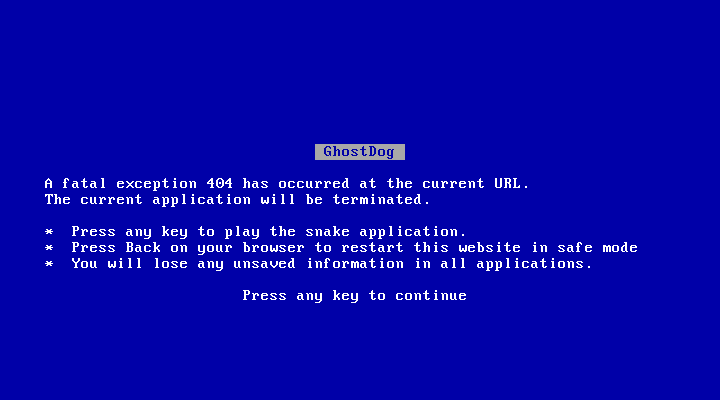 GhostDog
A fatal exception 404 has occurred at the current URL.
The current application will be terminated.
* Press any key to play the snake application.
* Press Back on your browser to restart this website in safe mode
* You will lose any unsaved information in all applications.
Press any key to continue